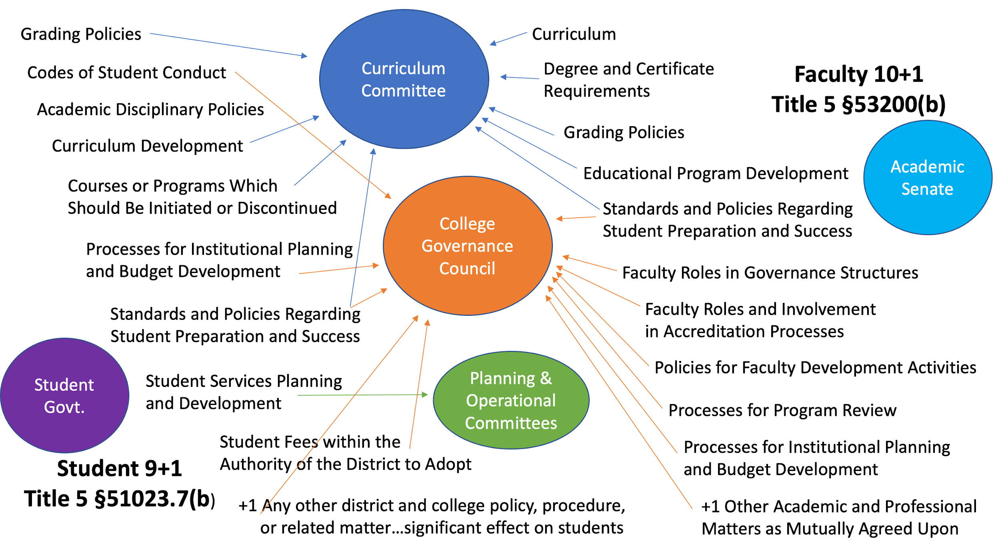 Grading Policies
Codes of Student Conduct
Academic Disciplinary Policies
Curriculum Development
Courses or Programs Which
Should Be Initiated or Discontinued
Processes for Institutional Planning
and Budget Development
Standards and Policies Regarding
Student Preparation and Success
Student Services Planning
and Development
Student Fees within the
Authority of the District to Adopt
+1 Any other district and college policy, procedure,
or related matter...significant effect on students
Student
Govt.
Student 9+1
Title 5 §51023.7(b)
Curriculum
Committee
College
Governance
Council
Planning &
Operational
Committees
Curriculum
Degree and Certificate
Requirements
Grading Policies
Educational Program Development
Standards and Policies Regarding
Student Preparation and Success
Faculty Roles in Governance Structures
Faculty Roles and Involvement
in Accreditation Processes
Policies for Faculty Development Activities
Processes for Program Review
Processes for Institutional Planning
and Budget Development
+1 Other Academic and Professional
Matters as Mutually Agreed Upon
Faculty 10+1
Title 5 §53200(b)
Academic
Senate